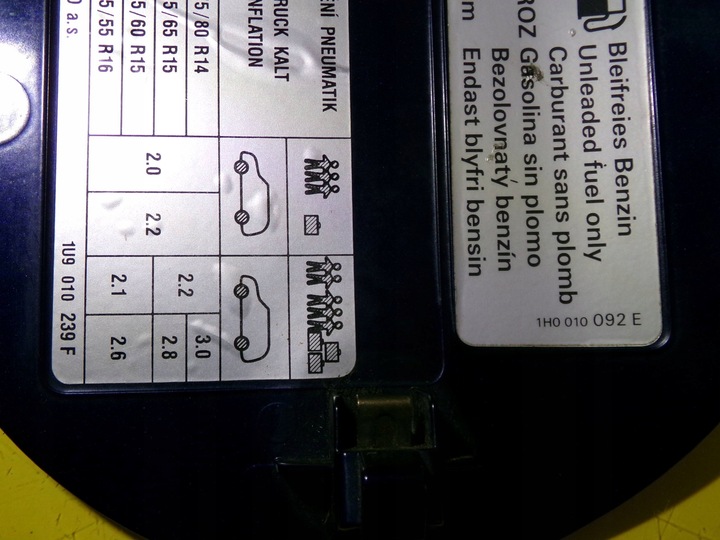 Bleifreies Benzin
Unleaded fuel only
Carburant sans plomb
ROZ Gasolina sin plomo
Bezolovnatý benzín
m Endast blyfri bensin
1H0 010 092 E
ENÍ PNEUMATIK
RUCK KALT
NFLATION
5/80 R14
5/65 R15
5/60 R15
5/55 R16
2.0 2.2
2.2 3.0
2.8
2.1 2.6
a.s. 1U9 010 239 F